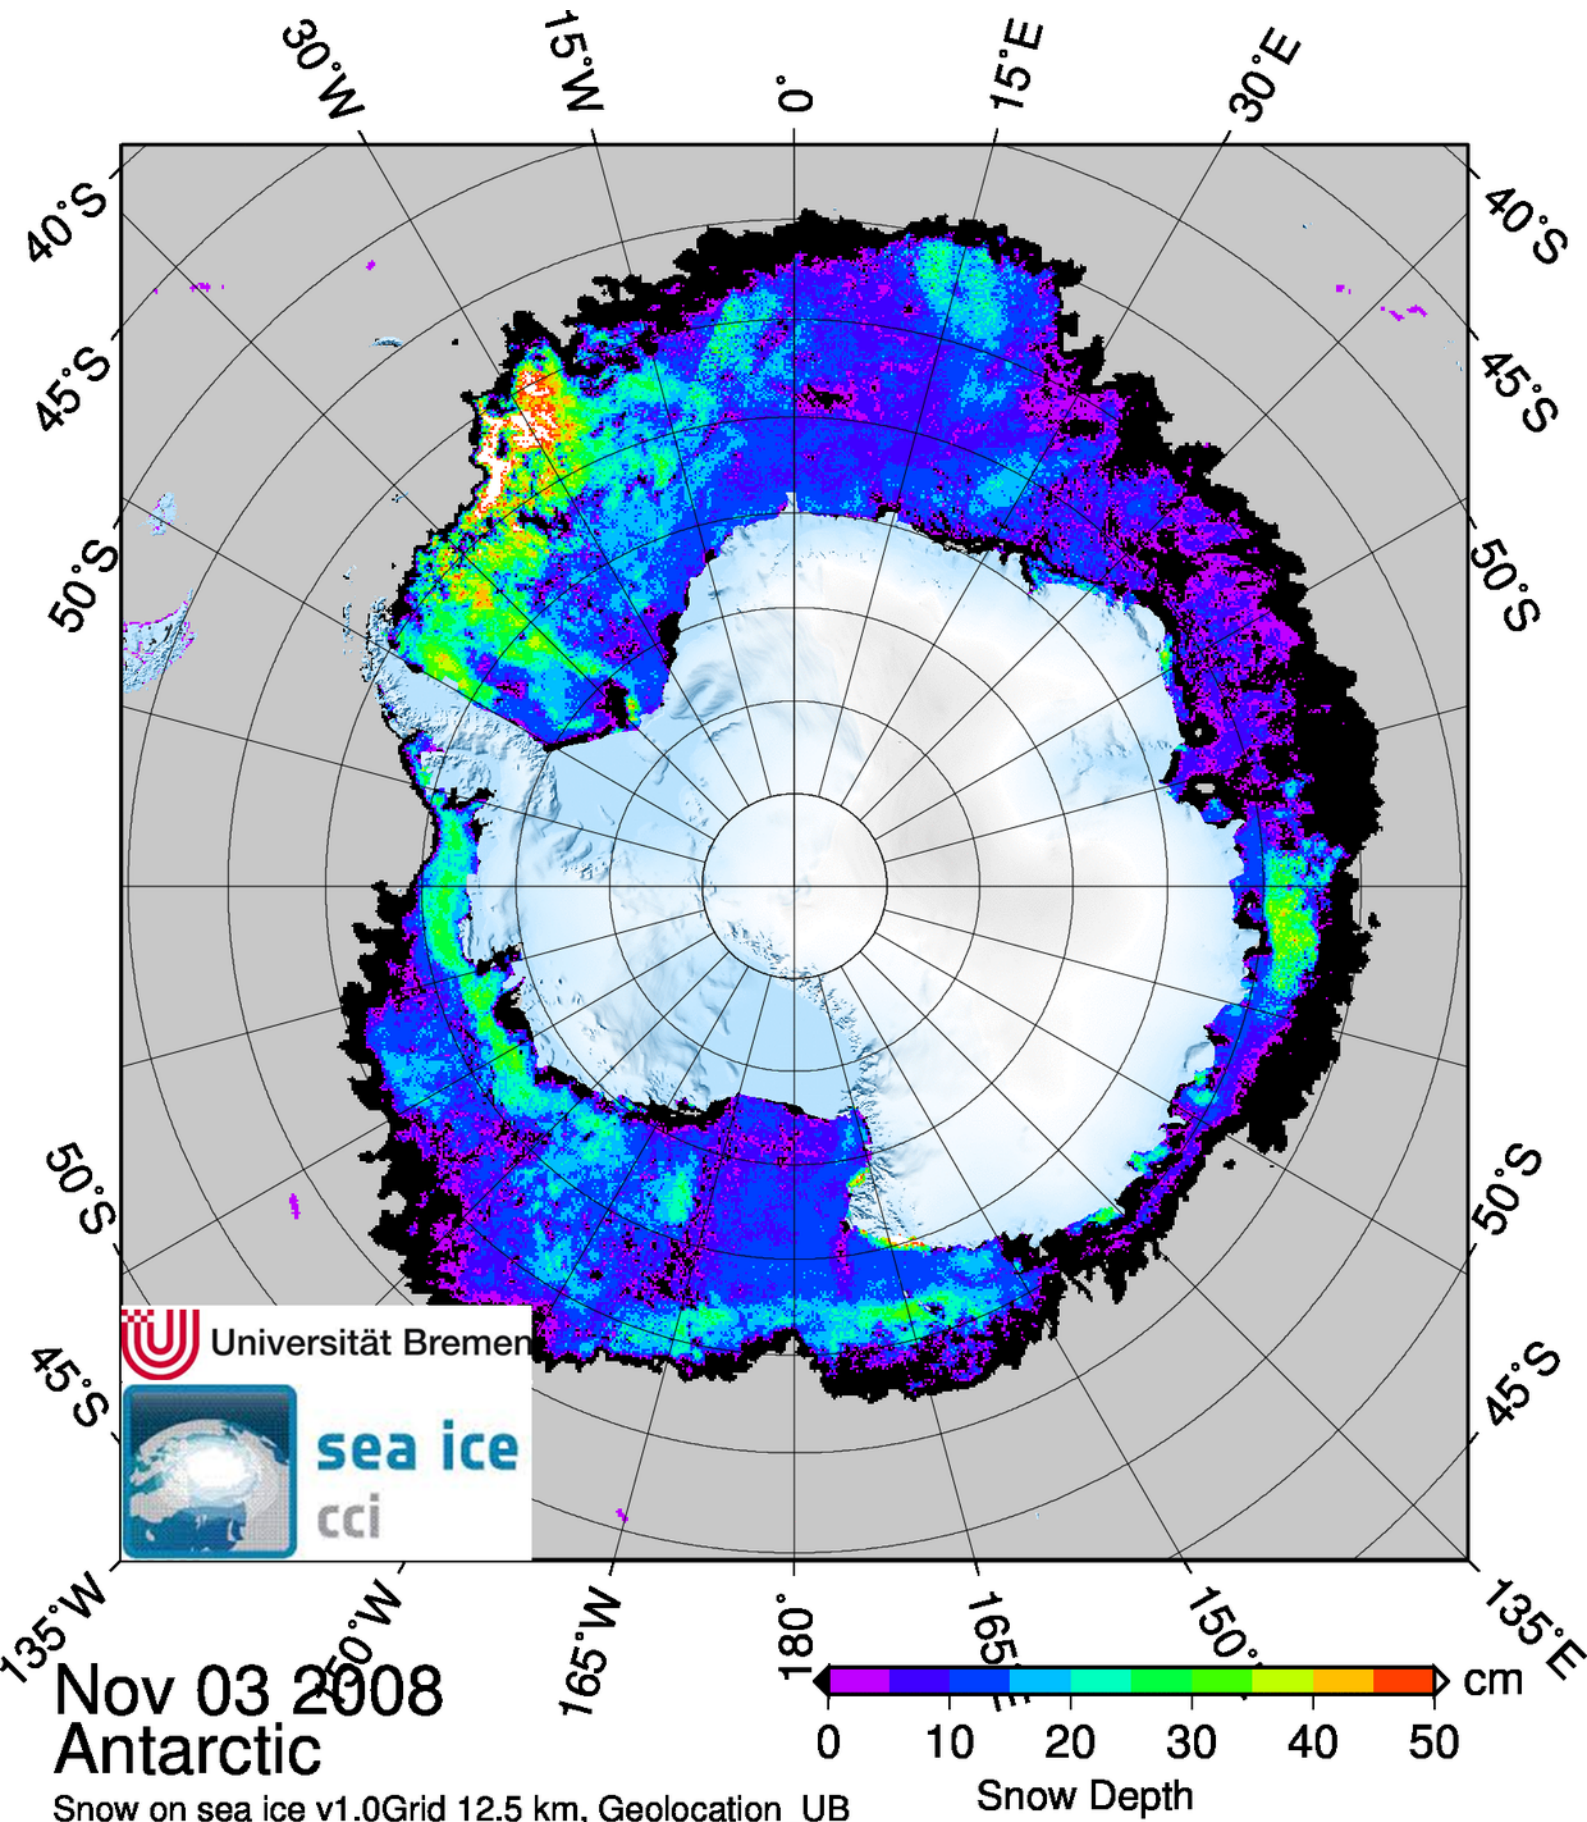 30°W
15°W
0°
15°E
30°E
40°S
40°S
45°S
45°S
50°S
50°S
50°S
50°S
45°S
45°S
Universität Bremen
sea ice
cci
135°W
165°W
180°
135°E
Nov 03 2008
Antarctic
Snow on sea ice v1.0Grid 12.5 km, Geolocation UB
cm
0 10 20 30 40 50
Snow Depth